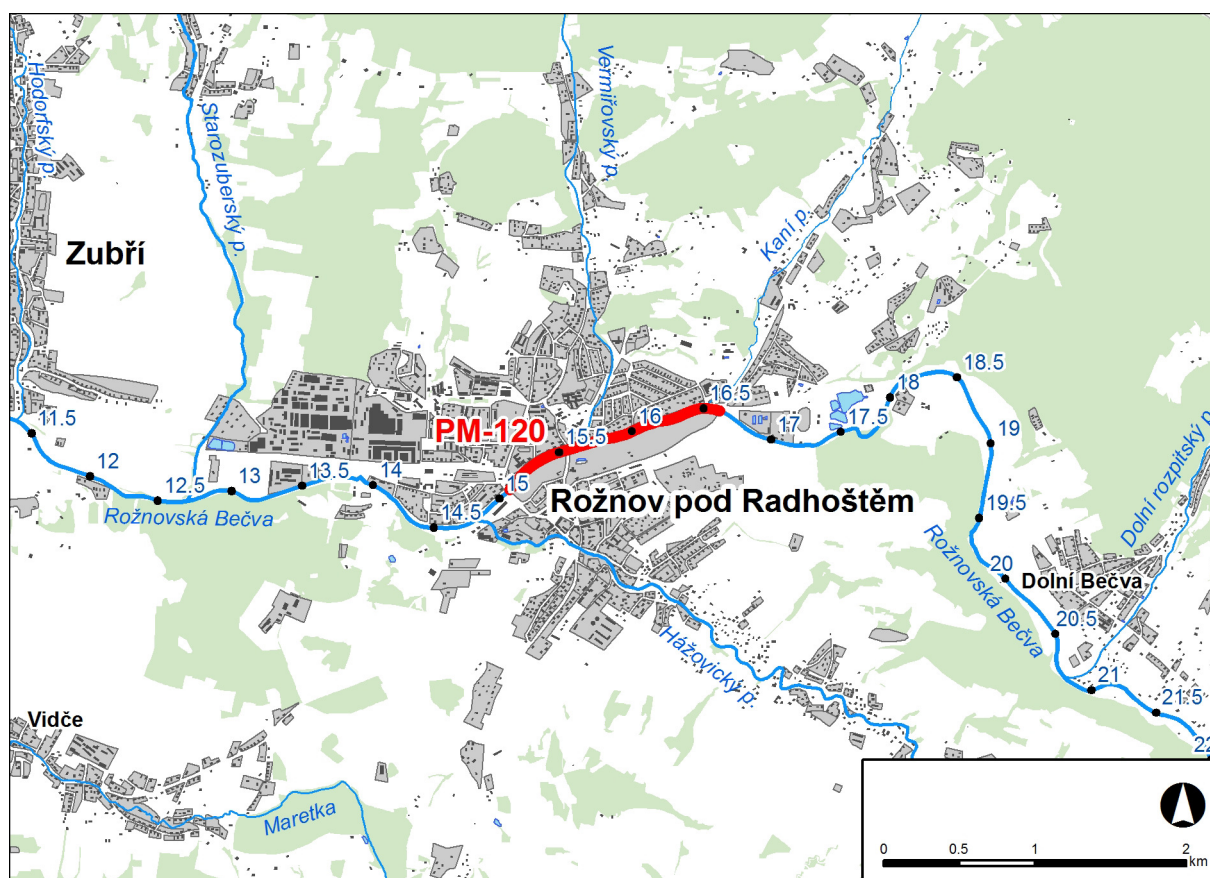 Hodorfský p.
Starozuberský p.
Vermířovský p.
Kaní p.
Zubří
11.5
12
12.5
13
13.5
14
14.5
15
PM-120
15.5
16
16.5
17
17.5
18
18.5
19
19.5
20
20.5
21
21.5
22
Rožnovská Bečva
Rožnov pod Radhoštěm
Rožnovská Bečva
Dolní Bečva
Dolní rozpitský p.
Hážovický p.
Vidče
Maretka
0 0.5 1 2
km